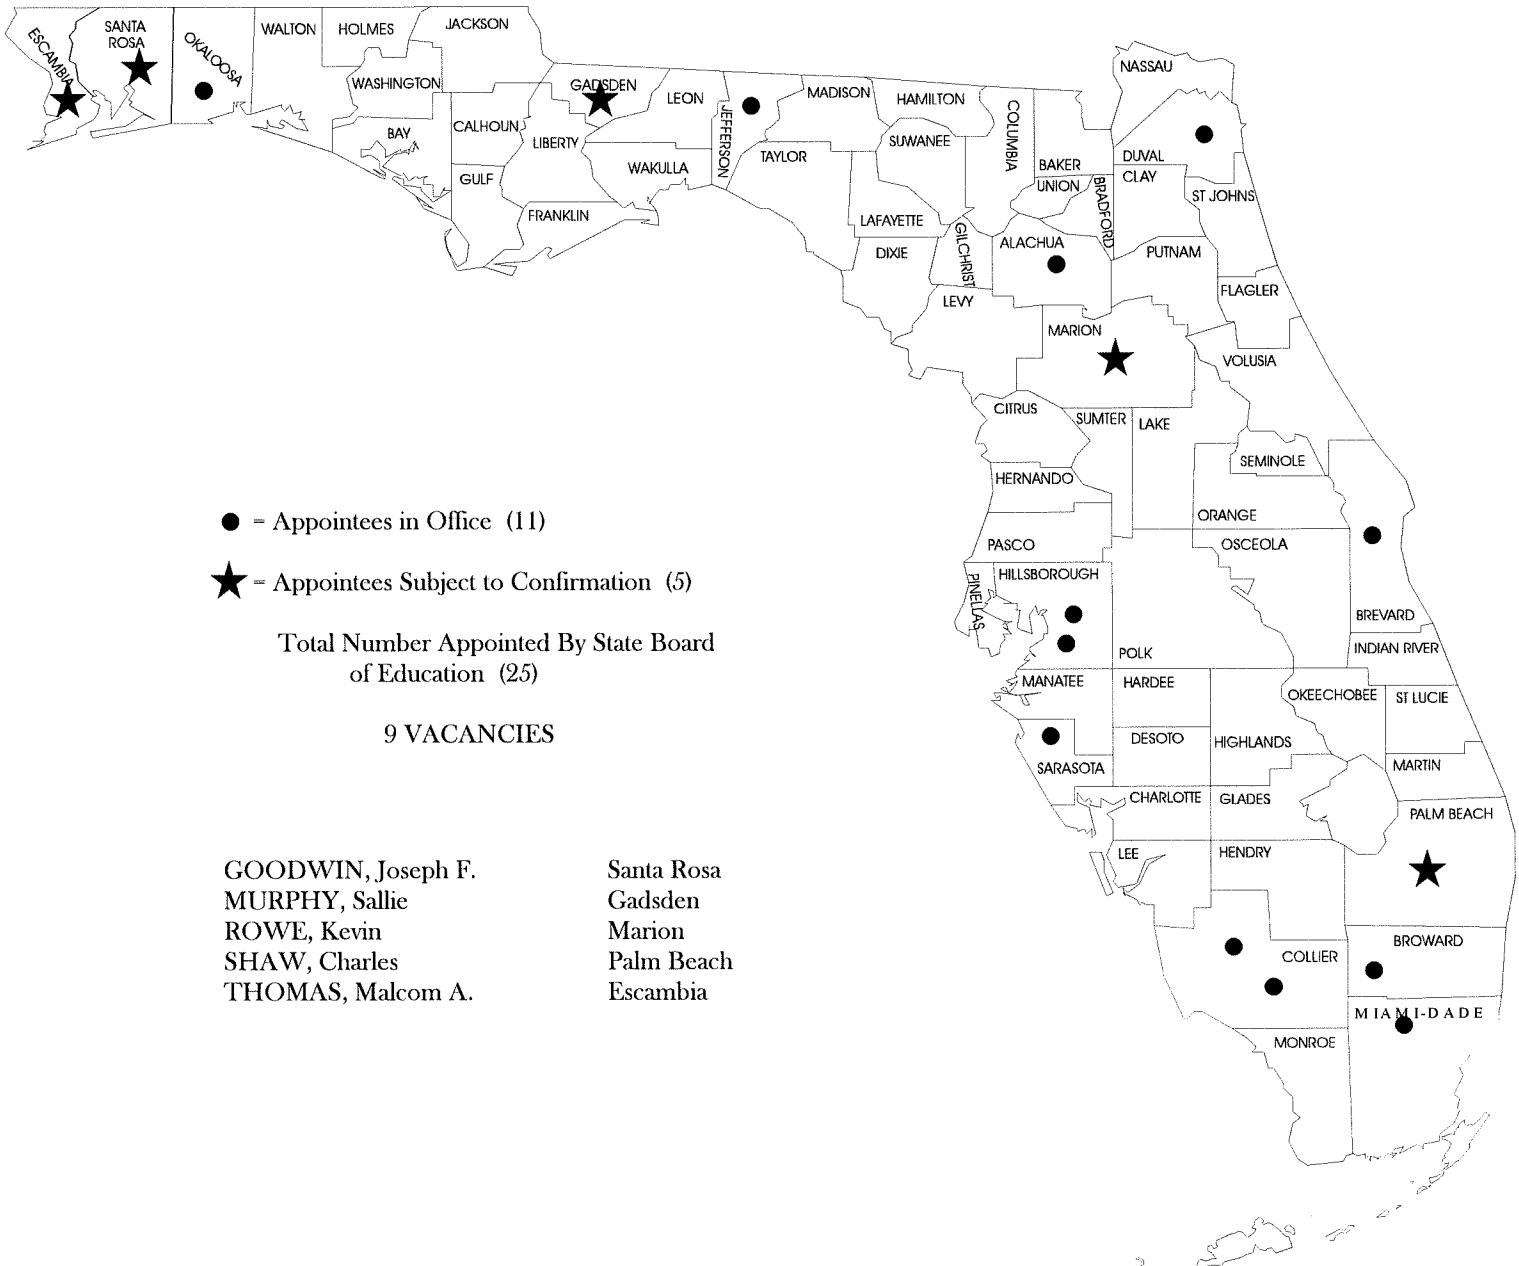 ESCAMBIA
SANTA
ROSA
OKALOOSA
WALTON
HOLMES
JACKSON
WASHINGTON
BAY
CALHOUN
GULF
GADSDEN
LIBERTY
FRANKLIN
LEON
WAKULLA
JEFFERSON
MADISON
TAYLOR
HAMILTON
SUWANEE
LAFAYETTE
DIXIE
COLUMBIA
GILCHRIST
BAKER
UNION
BRADFORD
NASSAU
DUVAL
CLAY
ST JOHNS
ALACHUA
PUTNAM
FLAGLER
LEVY
MARION
VOLUSIA
CITRUS
SUMTER
LAKE
SEMINOLE
HERNANDO
ORANGE
PASCO
OSCEOLA
HILLSBOROUGH
PINELLAS
BREVARD
POLK
INDIAN RIVER
MANATEE
HARDEE
OKEECHOBEE
ST LUCIE
DESOTO
HIGHLANDS
SARASOTA
MARTIN
CHARLOTTE
GLADES
PALM BEACH
LEE
HENDRY
COLLIER
BROWARD
MIAMI-DADE
MONROE
= Appointees in Office (11)
= Appointees Subject to Confirmation (5)
Total Number Appointed By State Board
of Education (25)
9 VACANCIES
GOODWIN, Joseph F. Santa Rosa
MURPHY, Sallie Gadsden
ROWE, Kevin Marion
SHAW, Charles Palm Beach
THOMAS, Malcom A. Escambia